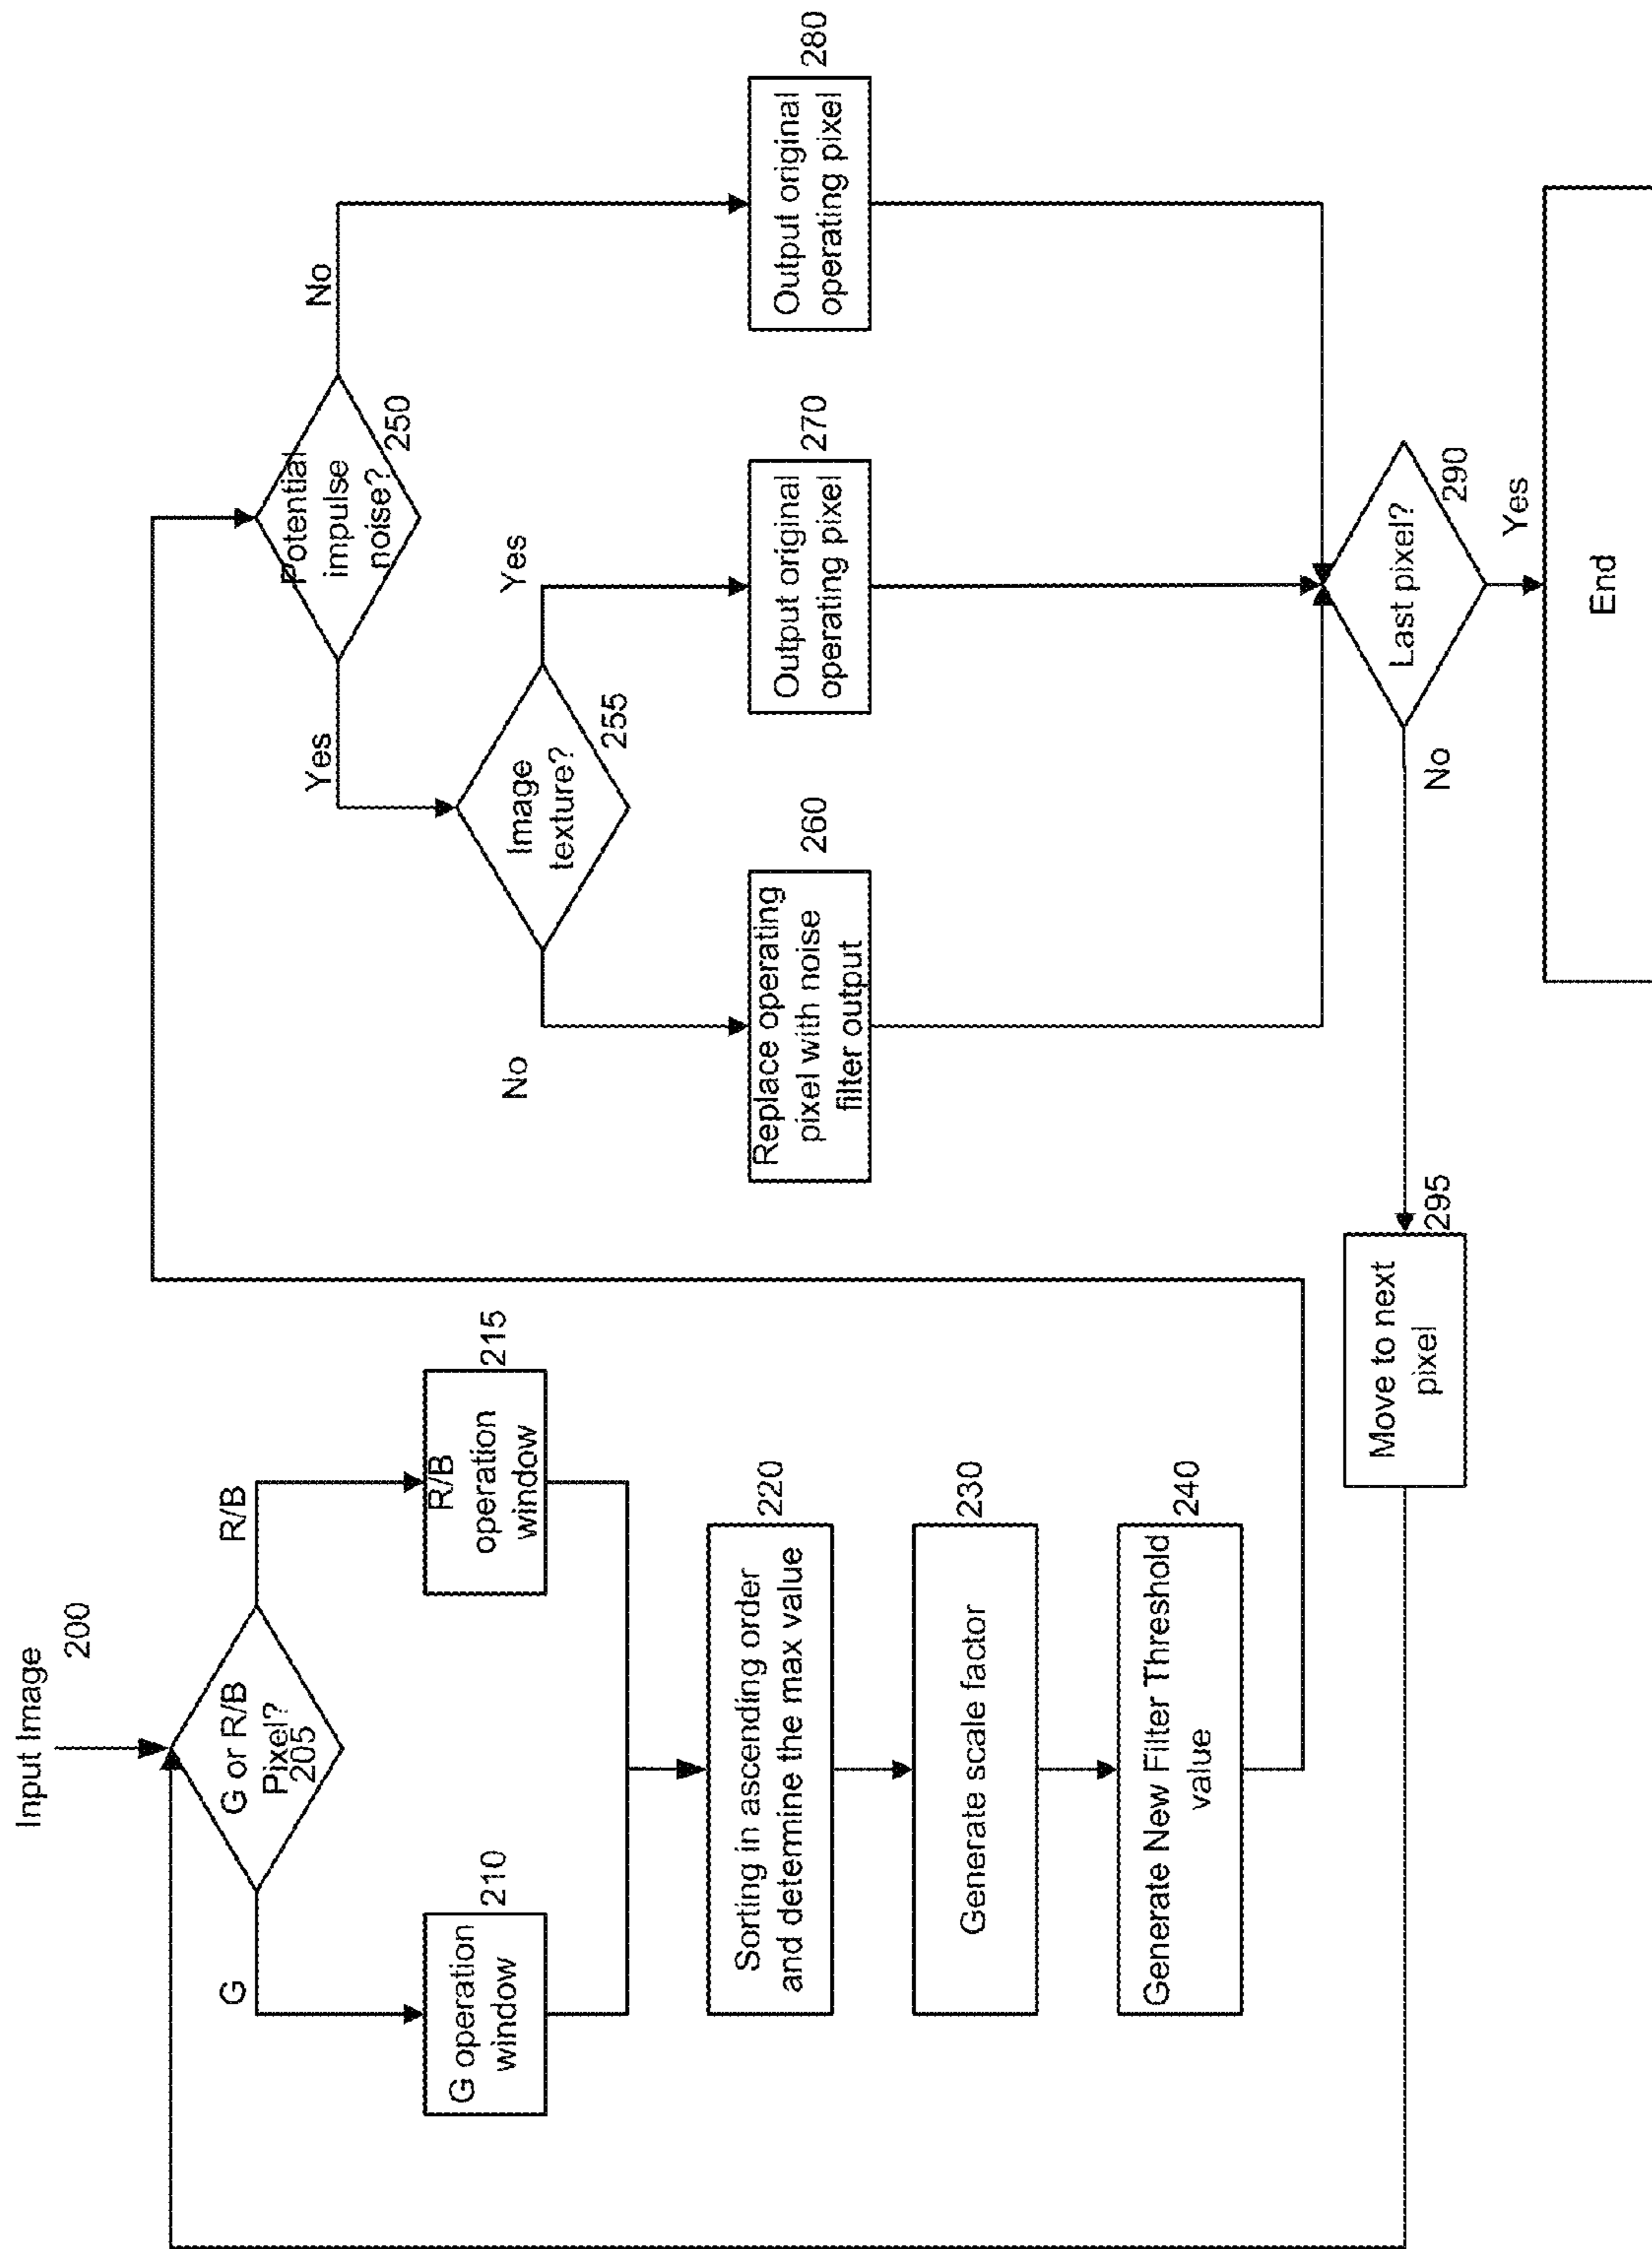 Input Image
200
G or R/B
Pixel?
205
G
R/B
G operation
window
210
R/B
operation
window
215
Sorting in ascending order
and determine the max value
220
Generate scale factor
230
Generate New Filter Threshold
value
240
Potential
impulse
noise?
250
Yes
No
Image
texture?
255
No
Yes
Replace operating
pixel with noise
filter output
260
Output original
operating pixel
270
Output original
operating pixel
280
Last pixel?
290
No
Yes
Move to next
pixel
295
End